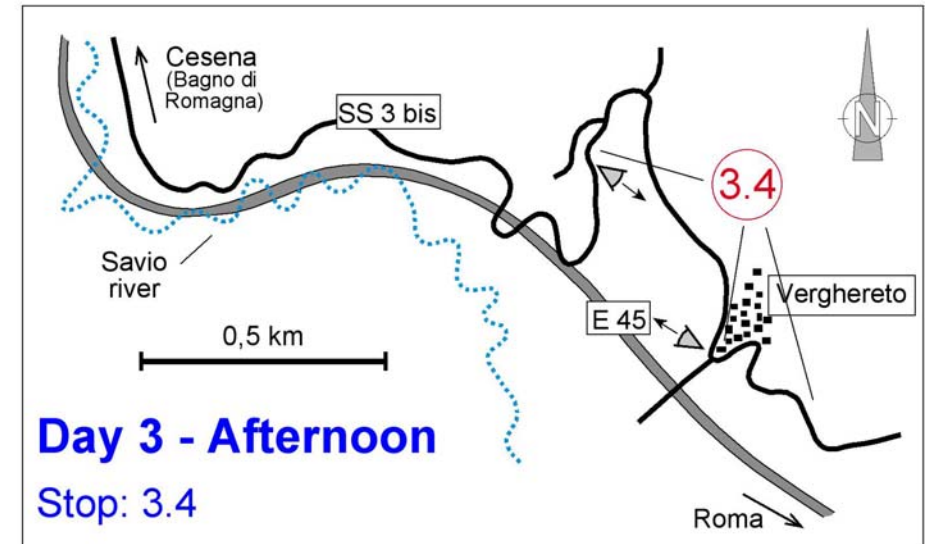 Cesena
(Bagno di
Romagna)
SS 3 bis
N
3.4
Savio
river
Verghereto
E 45
0,5 km
Day 3 - Afternoon
Stop: 3.4
Roma